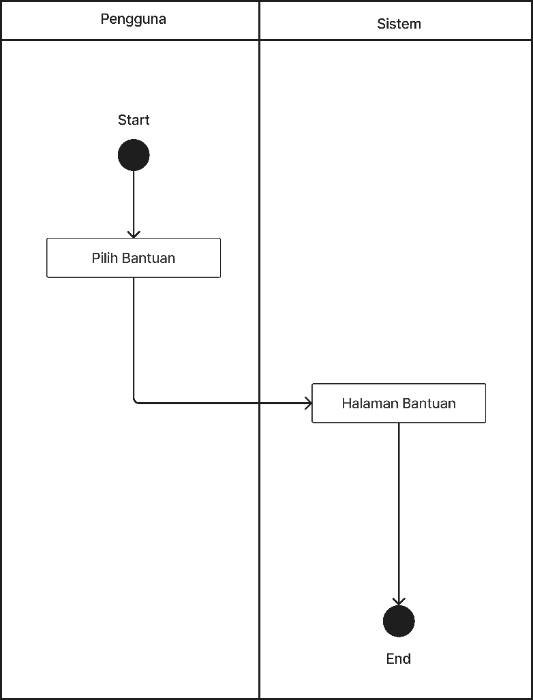 Pengguna
Sistem
Start
Pilih Bantuan
Halaman Bantuan
End